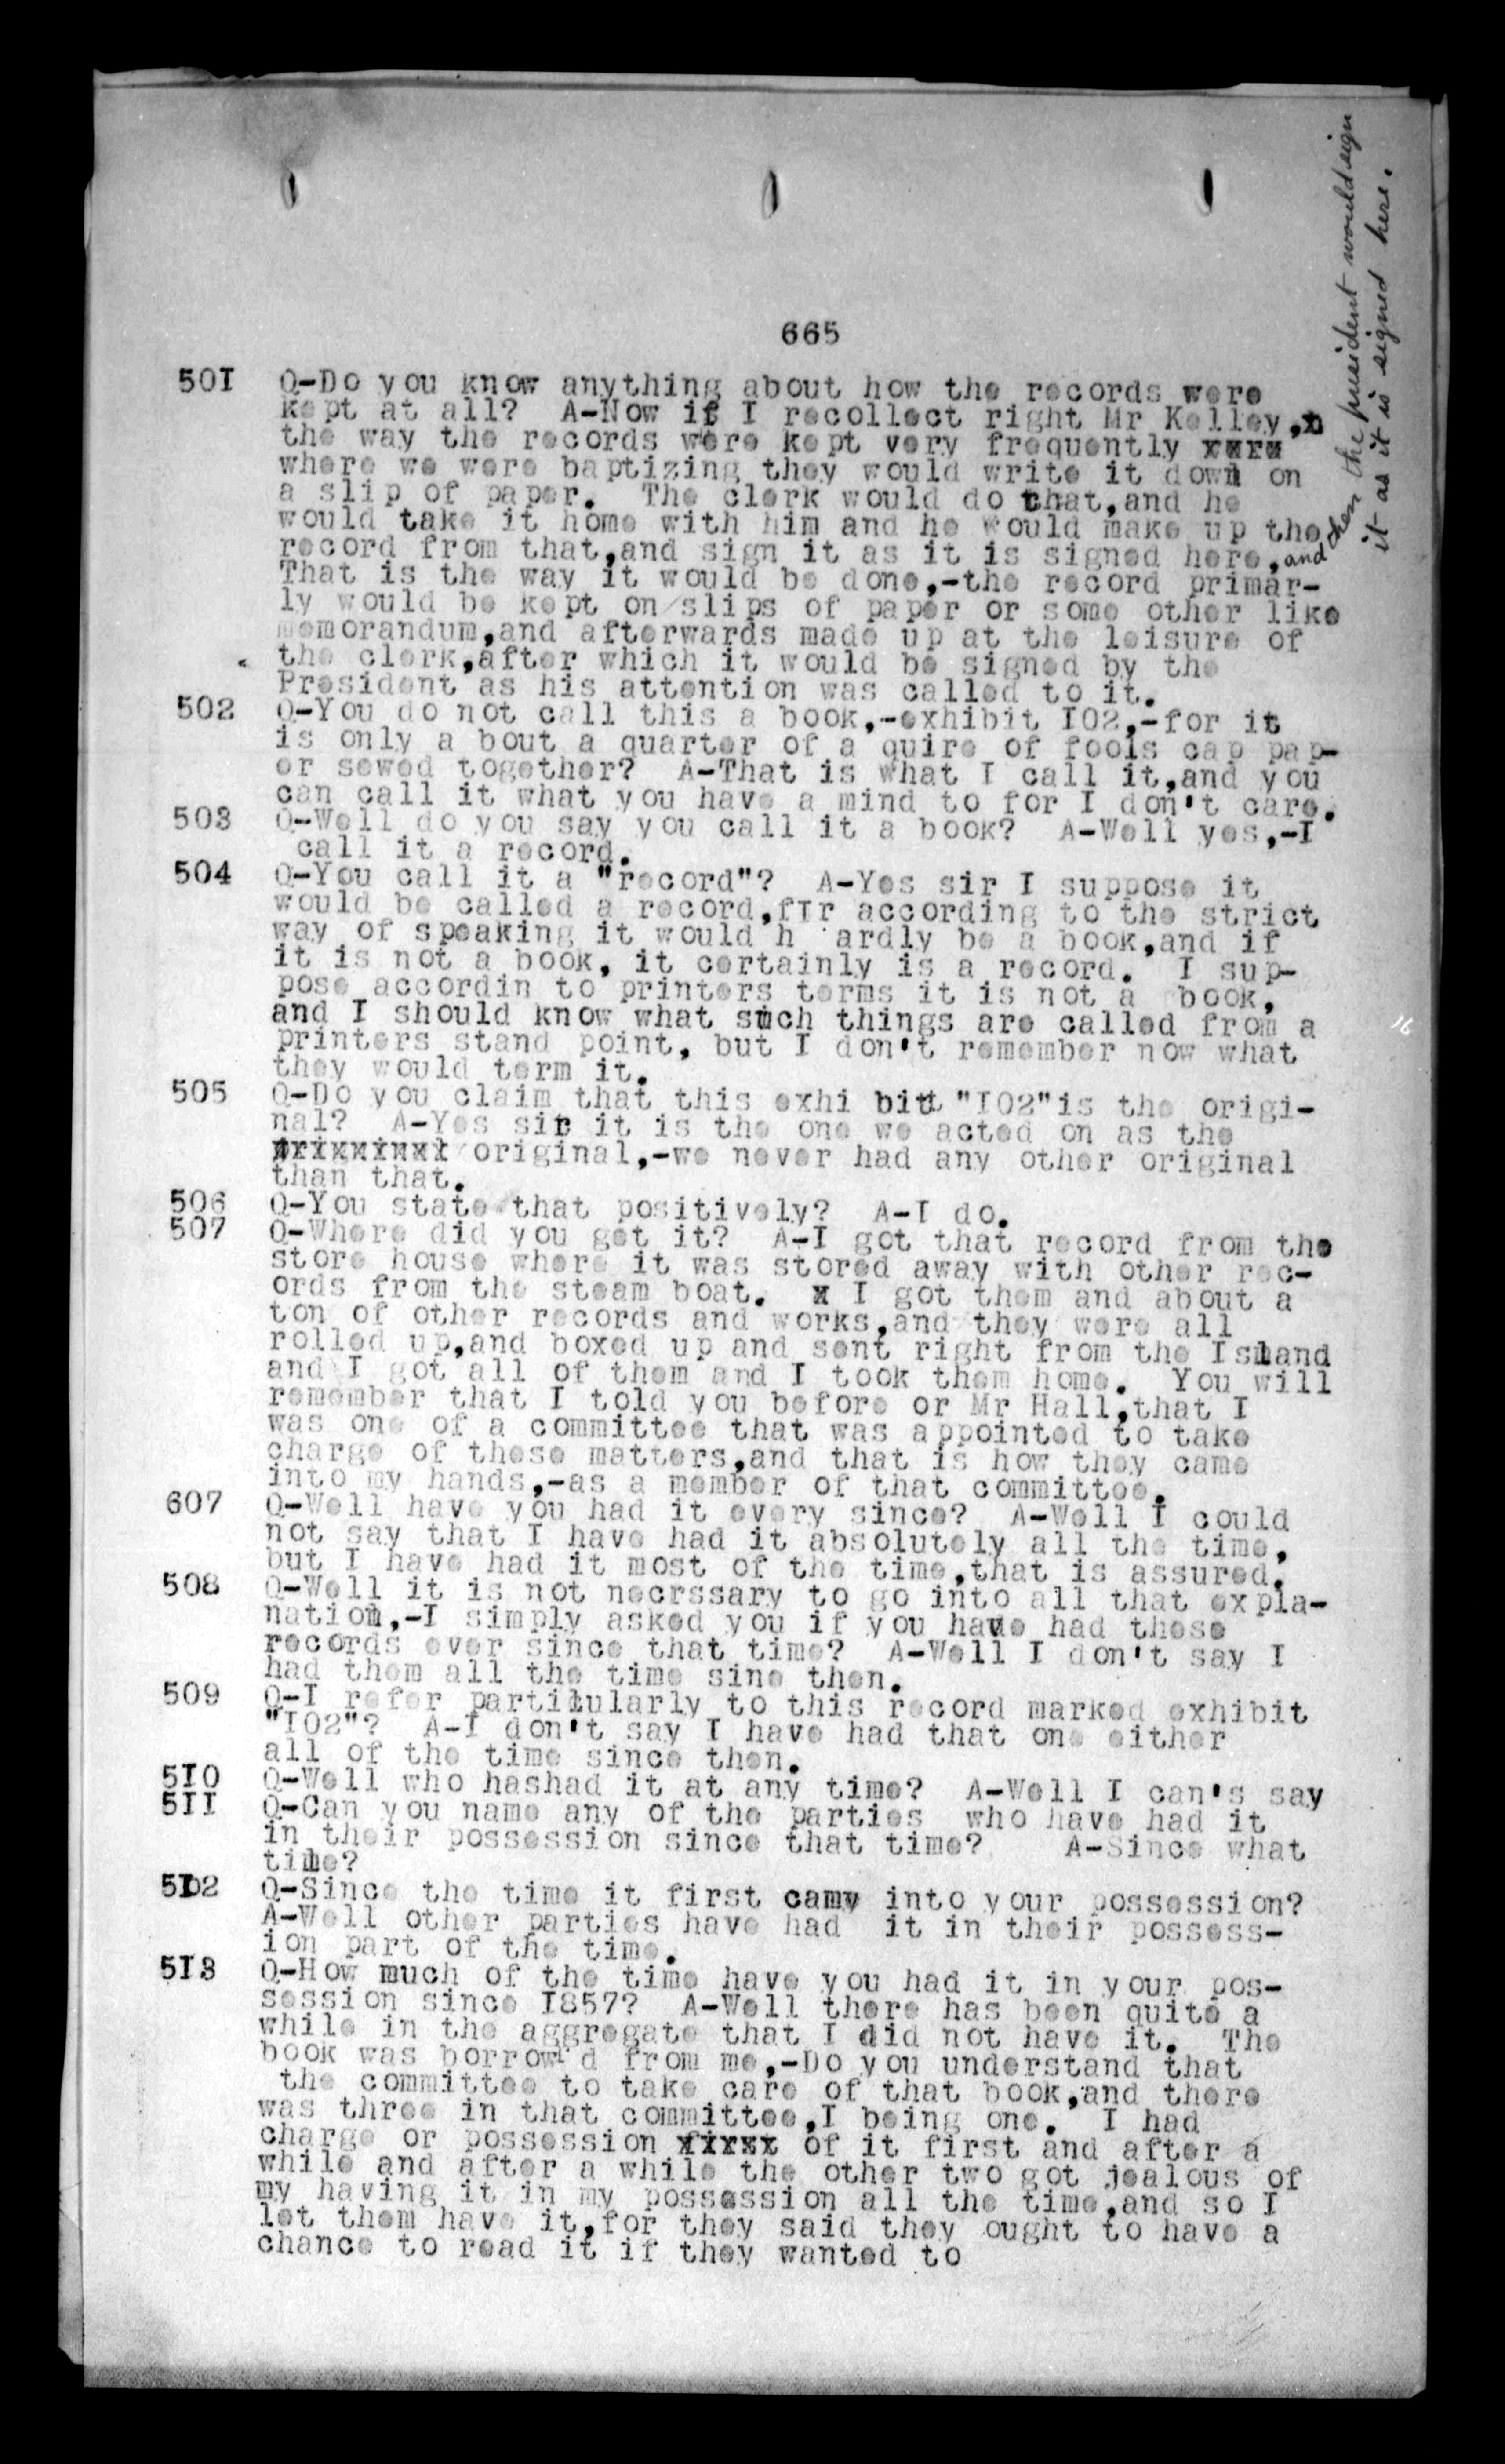 665
501 Q-Do you know anything about how the records were
kept at all? A-Now if I recollect right Mr Kelley,x
the way the records were kept very frequently xxrx
where we were baptizing they would write it down on
a slip of paper. The clerk would do that,and he
would take it home with him and he would make up the
record from that,and sign it as it is signed here, and then the president would sign
it as it is signed here.
That is the way it would be done,-the record primar-
ly would be kept on slips of paper or some other like
memorandum,and afterwards made up at the leisure of
the clerk,after which it would be signed by the
President as his attention was called to it.
502 Q-You do not call this a book,-exhibit I02,-for it
is only a bout a quarter of a quire of fools cap pap-
er sewed together? A-That is what I call it,and you
can call it what you have a mind to for I don't care.
503 Q-Well do you say you call it a book? A-Well yes,-I
call it a record.
504 Q-You call it a "record"? A-Yes sir I suppose it
would be called a record,fIr according to the strict
way of speaking it would h ardly be a book,and if
it is not a book, it certainly is a record. I sup-
pose accordin to printers terms it is not a book,
and I should know what such things are called from a
printers stand point, but I don't remember now what
they would term it.
505 Q-Do you claim that this exhi bitt "I02"is the origi-
nal? A-Yes sir it is the one we acted on as the
original,-we never had any other original
than that.
506 Q-You state that positively? A-I do.
507 Q-Where did you get it? A-I got that record from the
store house where it was stored away with other rec-
ords from the steam boat. x I got them and about a
ton of other records and works,and they were all
rolled up,and boxed up and sent right from the Island
and I got all of them and I took them home. You will
remember that I told you before or Mr Hall,that I
was one of a committee that was appointed to take
charge of these matters,and that is how they came
into my hands,-as a member of that committee.
607 Q-Well have you had it every since? A-Well I could
not say that I have had it absolutely all the time,
but I have had it most of the time,that is assured.
508 Q-Well it is not necrssary to go into all that expla-
nation,-I simply asked you if you have had these
records ever since that time? A-Well I don't say I
had them all the time sine then.
509 Q-I refer partitularly to this record marked exhibit
"I02"? A-I don't say I have had that one either
all of the time since then.
5I0 Q-Well who hashad it at any time? A-Well I can's say
5II Q-Can you name any of the parties who have had it
in their possession since that time? A-Since what
time?
5I2 Q-Since the time it first camy into your possession?
A-Well other parties have had it in their possess-
ion part of the time.
5I3 Q-How much of the time have you had it in your pos-
session since I857? A-Well there has been quite a
while in the aggregate that I did not have it. The
book was borrow'd from me,-Do you understand that
the committee to take care of that book,and there
was three in that committee,I being one. I had
charge or possession xfirst of it first and after a
while and after a while the other two got jealous of
my having it in my possession all the time,and so I
let them have it,for they said they ought to have a
chance to read it if they wanted to